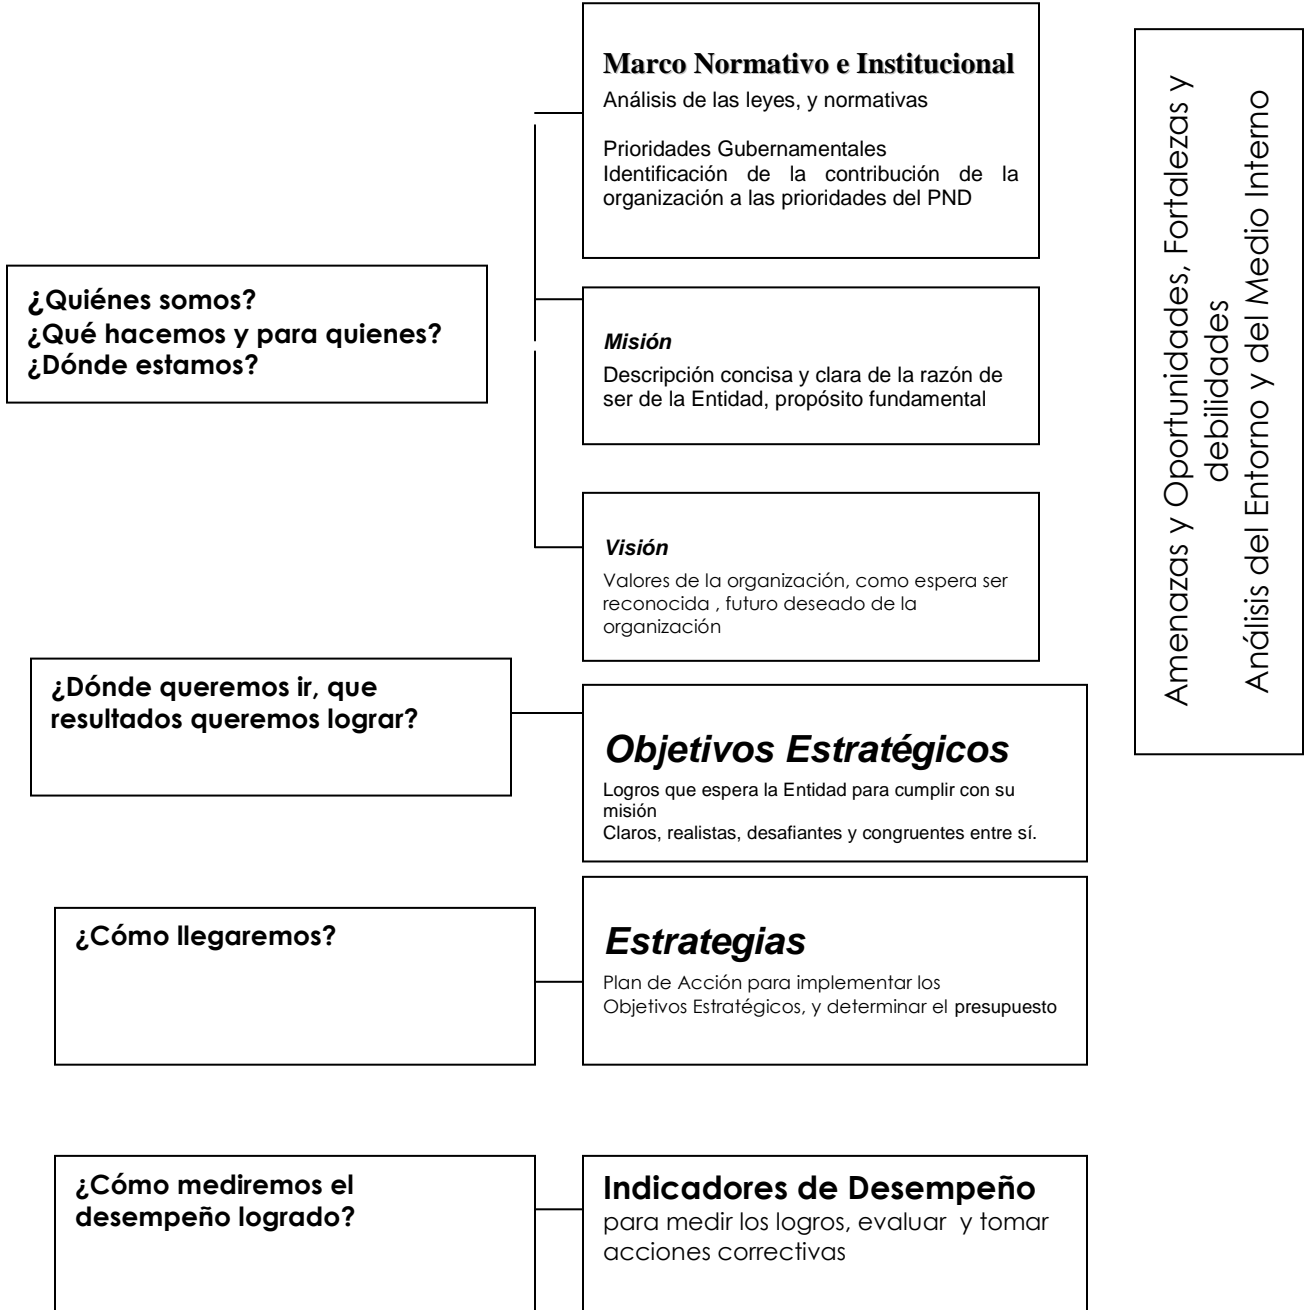 Marco Normativo e Institucional
Análisis de las leyes, y normativas
Prioridades Gubernamentales
Identificación de la contribución de la
organización a las prioridades del PND
¿Quiénes somos?
¿Qué hacemos y para quienes?
¿Dónde estamos?
Misión
Descripción concisa y clara de la razón de
ser de la Entidad, propósito fundamental
Visión
Valores de la organización, como espera ser
reconocida , futuro deseado de la
organización
Amenazas y Oportunidades, Fortalezas y
debilidades
Análisis del Entorno y del Medio Interno
¿Dónde queremos ir, que
resultados queremos lograr?
Objetivos Estratégicos
Logros que espera la Entidad para cumplir con su
misión
Claros, realistas, desafiantes y congruentes entre sí.
¿Cómo llegaremos?
Estrategias
Plan de Acción para implementar los
Objetivos Estratégicos, y determinar el presupuesto
¿Cómo mediremos el
desempeño logrado?
Indicadores de Desempeño
para medir los logros, evaluar  y tomar
acciones correctivas